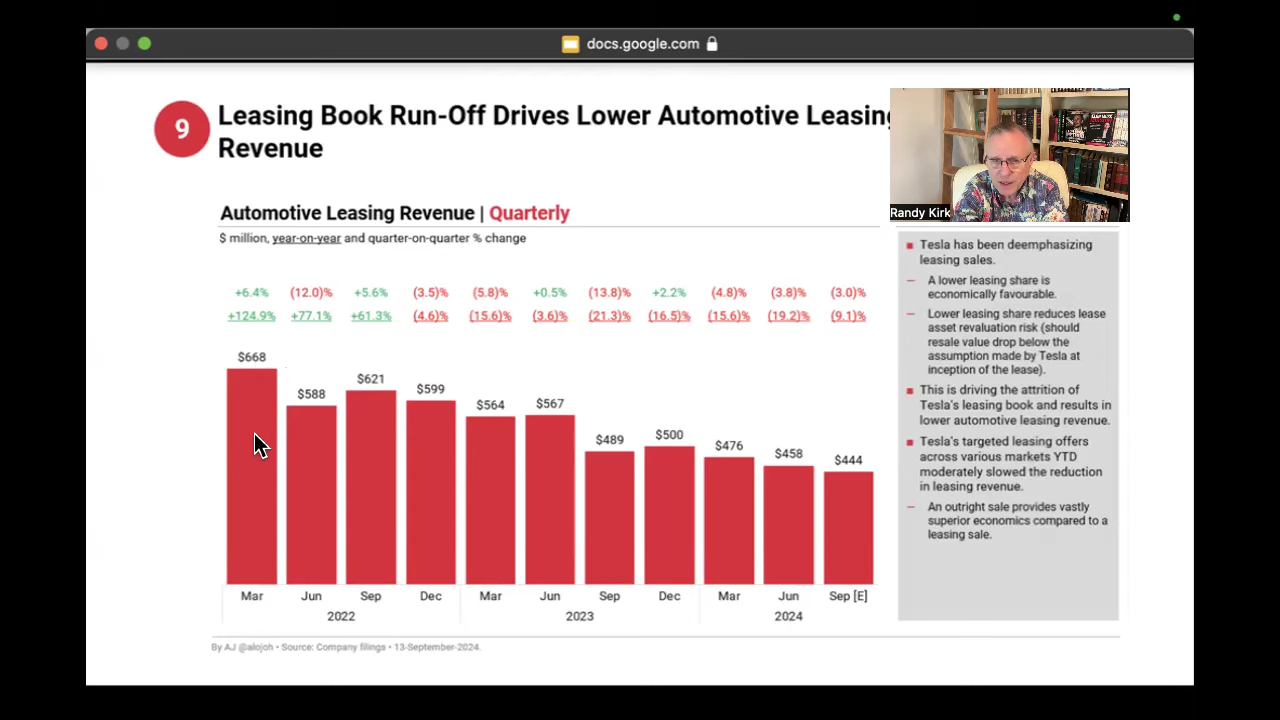 docs.google.com
9
Leasing Book Run-Off Drives Lower Automotive Leasing
Revenue
Randy Kirk
Automotive Leasing Revenue | Quarterly
$ million, year-on-year and quarter-on-quarter % change
+6.4% (12.0)% +5.6% (3.5)% (5.8)% +0.5% (13.8)% +2.2% (4.8)% (3.8)% (3.0)%
+124.9% +77.1% +61.3% (4.6)% (15.6)% (3.6)% (21.3)% (16.5)% (15.6)% (19.2)% (9.1)%
$668 $588 $621 $599 $564 $567 $489 $500 $476 $458 $444
Mar Jun Sep Dec Mar Jun Sep Dec Mar Jun Sep [E]
2022 2023 2024
Tesla has been deemphasizing
leasing sales.
– A lower leasing share is
economically favourable.
– Lower leasing share reduces lease
asset revaluation risk (should
resale value drop below the
assumption made by Tesla at
inception of the lease).
This is driving the attrition of
Tesla's leasing book and results in
lower automotive leasing revenue.
Tesla's targeted leasing offers
across various markets YTD
moderately slowed the reduction
in leasing revenue.
– An outright sale provides vastly
superior economics compared to a
leasing sale.
By AJ @alojoh • Source: Company filings • 13-September-2024.